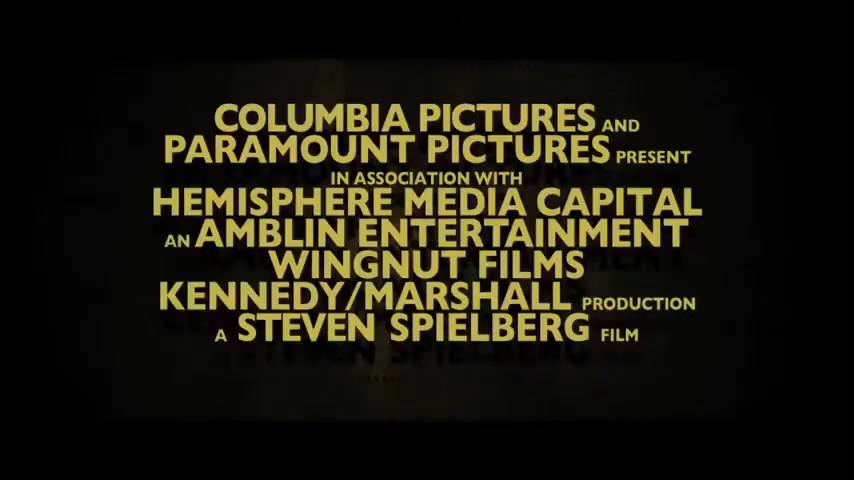 COLUMBIA PICTURES AND
PARAMOUNT PICTURES PRESENT
IN ASSOCIATION WITH
HEMISPHERE MEDIA CAPITAL
AN AMBLIN ENTERTAINMENT
WINGNUT FILMS
KENNEDY/MARSHALL PRODUCTION
A STEVEN SPIELBERG FILM